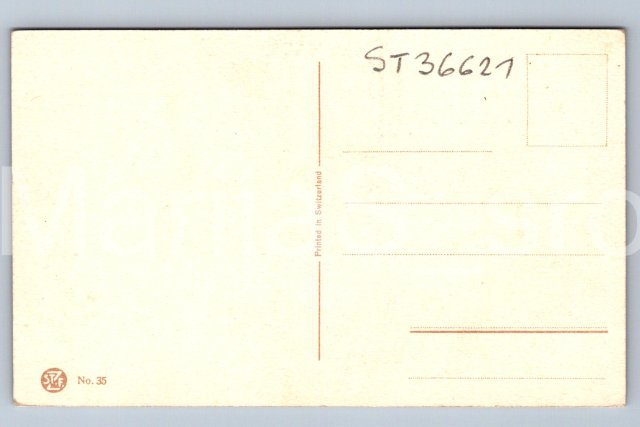 ST36621
Printed in Switzerland
No. 35